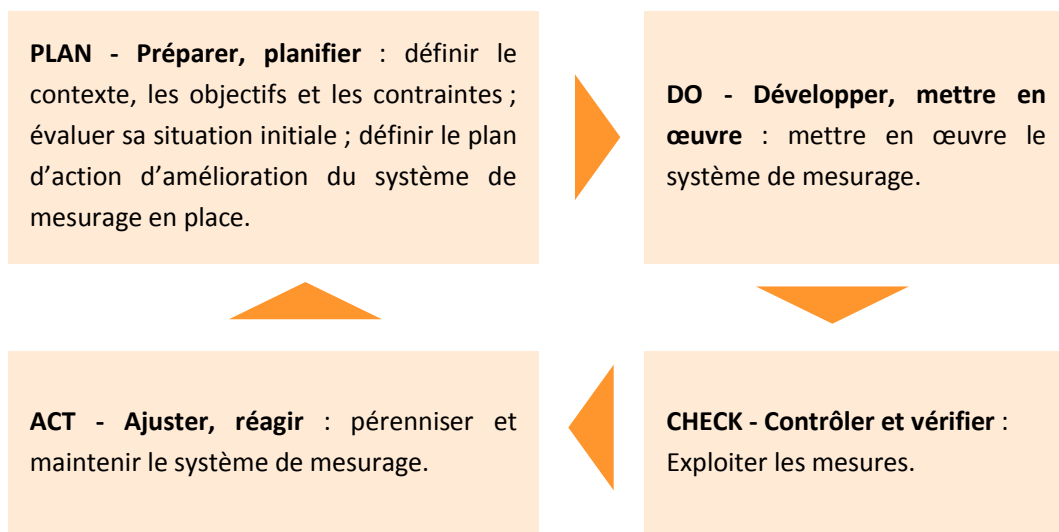 PLAN - Préparer, planifier : définir le
contexte, les objectifs et les contraintes ;
évaluer sa situation initiale ; définir le plan
d’action d’amélioration du système de
mesurage en place.
DO - Développer, mettre en
œuvre : mettre en œuvre le
système de mesurage.
ACT - Ajuster, réagir : pérenniser et
maintenir le système de mesurage.
CHECK - Contrôler et vérifier :
Exploiter les mesures.